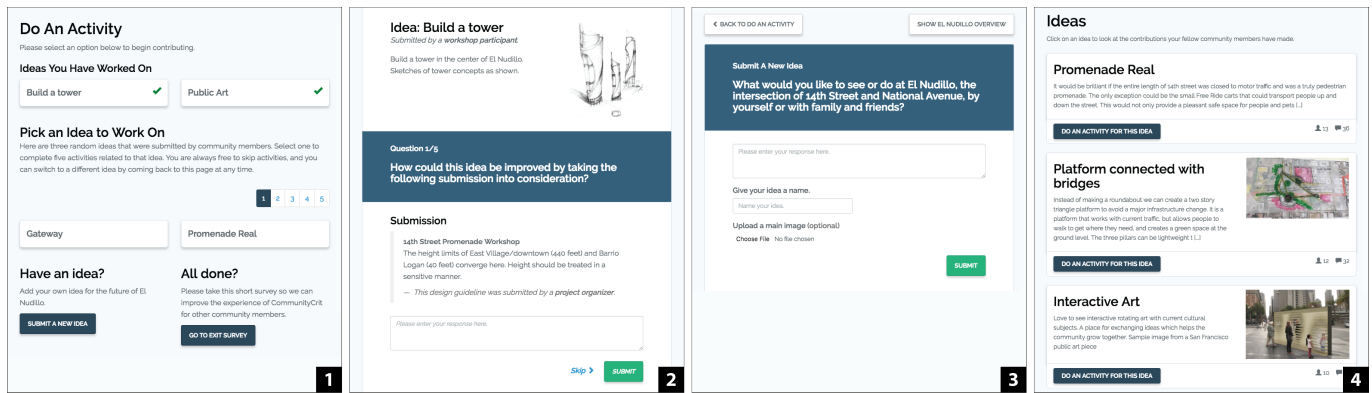 Do An Activity
Please select an option below to begin contributing.
Ideas You Have Worked On
Build a tower
Public Art
Pick an Idea to Work On
Here are three random ideas that were submitted by community members. Select one to
complete five activities related to that idea. You are always free to skip activities, and you
can switch to a different idea by coming back to this page at any time.
1 2 3 4 5
Gateway
Promenade Real
Have an idea?
Add your own idea for the future of El
Nudillo.
SUBMIT A NEW IDEA
All done?
Please take this short survey so we can
improve the experience of CommunityCrit
for other community members.
GO TO EXIT SURVEY
1
Idea: Build a tower
Submitted by a workshop participant.
Build a tower in the center of El Nudillo.
Sketches of tower concepts as shown.
Question 1/5
How could this idea be improved by taking the
following submission into consideration?
Submission
14th Street Promenade Workshop
The height limits of East Village/downtown (440 feet) and Barrio
Logan (40 feet) converge here. Height should be treated in a
sensitive manner.
— This design guideline was submitted by a project organizer.
Please enter your response here.
Skip
SUBMIT
2
BACK TO DO AN ACTIVITY
SHOW EL NUDILLO OVERVIEW
Submit A New Idea
What would you like to see or do at El Nudillo, the
intersection of 14th Street and National Avenue, by
yourself or with family and friends?
Please enter your response here.
Give your idea a name.
Name your idea.
Upload a main image (optional)
Choose File No file chosen
SUBMIT
3
Ideas
Click on an idea to look at the contributions your fellow community members have made.
Promenade Real
It would be brilliant if the entire length of 14th street was closed to motor traffic and was a truly pedestrian
promenade. The only exception could be the small Free Ride carts that could transport people up and
down the street. This would not only provide a pleasant safe space for people and pets [...]
DO AN ACTIVITY FOR THIS IDEA
13 36
Platform connected with
bridges
Instead of making a roundabout we can create a two story
triangle platform to avoid a major infrastructure change. It is a
platform that works with current traffic, but allows people to
walk to get where they need, and creates a green space at the
ground level. The three pillars can be lightweight t [...]
DO AN ACTIVITY FOR THIS IDEA
12 32
Interactive Art
Love to see interactive rotating art with current cultural
subjects. A place for exchanging ideas which helps the
community grow together. Sample image from a San Francisco
public art piece
DO AN ACTIVITY FOR THIS IDEA
10
4